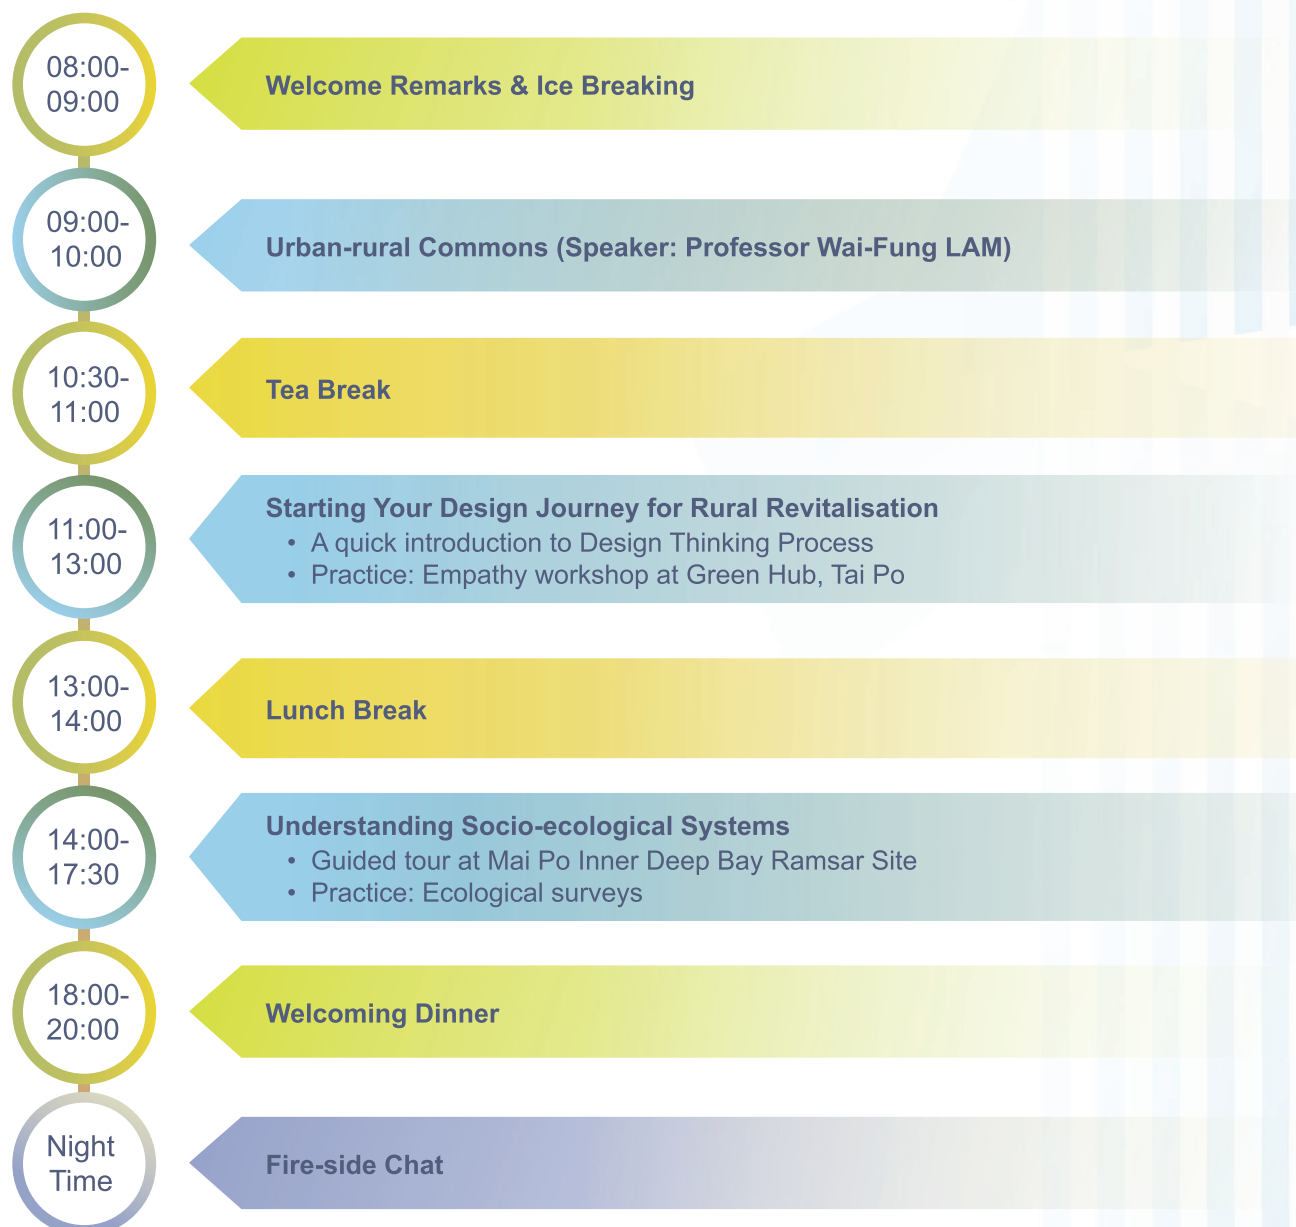 08:00-
09:00
Welcome Remarks & Ice Breaking
09:00-
10:00
Urban-rural Commons (Speaker: Professor Wai-Fung LAM)
10:30-
11:00
Tea Break
11:00-
13:00
Starting Your Design Journey for Rural Revitalisation
• A quick introduction to Design Thinking Process
• Practice: Empathy workshop at Green Hub, Tai Po
13:00-
14:00
Lunch Break
14:00-
17:30
Understanding Socio-ecological Systems
• Guided tour at Mai Po Inner Deep Bay Ramsar Site
• Practice: Ecological surveys
18:00-
20:00
Welcoming Dinner
Night
Time
Fire-side Chat